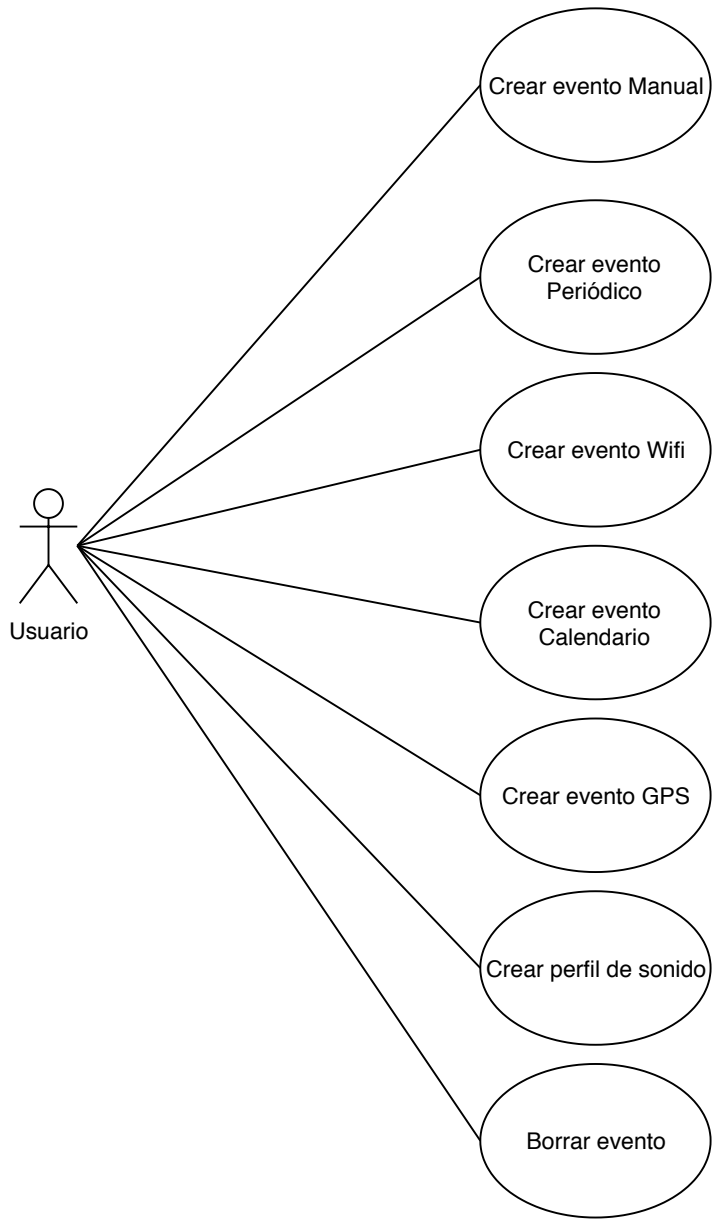 Crear evento Manual
Crear evento
Periódico
Crear evento Wifi
Usuario
Crear evento
Calendario
Crear evento GPS
Crear perfil de sonido
Borrar evento